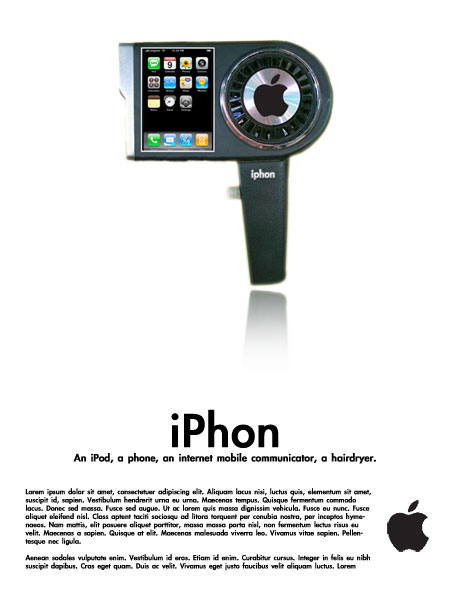 iphon
iPhon
An iPod, a phone, an internet mobile communicator, a hairdryer.
Lorem ipsum dolor sit amet, consectetuer adipiscing elit. Aliquam lacus nisi, luctus quis, elementum sit amet,
suscipit id, sapien. Vestibulum hendrerit urna eu urna. Maecenas tempus. Quisque fermentum commodo
lacus. Donec sed massa. Fusce sed augue. Ut ac lorem quis massa dignissim vehicula. Fusce eu nunc. Fusce
aliquet eleifend nisl. Class aptent taciti sociosqu ad litora torquent per conubia nostra, per inceptos hyme-
naeos. Nam mattis, elit posuere aliquet porttitor, massa massa porta nisl, non fermentum lectus risus eu
velit. Maecenas a sapien. Quisque at elit. Maecenas malesuada viverra leo. Vivamus vitae sapien. Pellen-
tesque nec ligula.
Aenean sodales vulputate enim. Vestibulum id eros. Etiam id enim. Curabitur cursus. Integer in felis eu nibh
suscipit dapibus. Cras eget quam. Duis ac velit. Vivamus eget justo faucibus velit aliquam luctus. Lorem